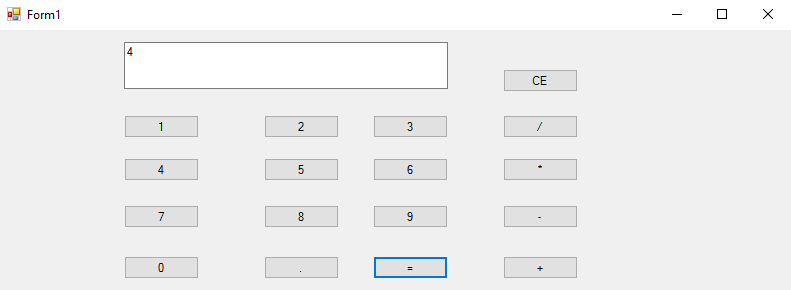 Form1
4
CE
1 2 3 /
4 5 6 *
7 8 9 -
0 . = +